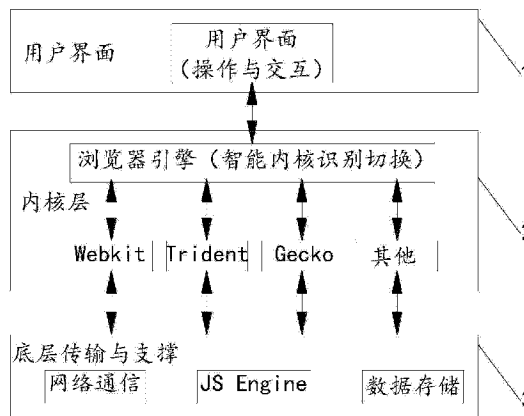 用户界面
用户界面
(操作与交互)
浏览器引擎(智能内核识别切换)
内核层
Webkit Trident Gecko 其他
底层传输与支撑
网络通信 JS Engine 数据存储